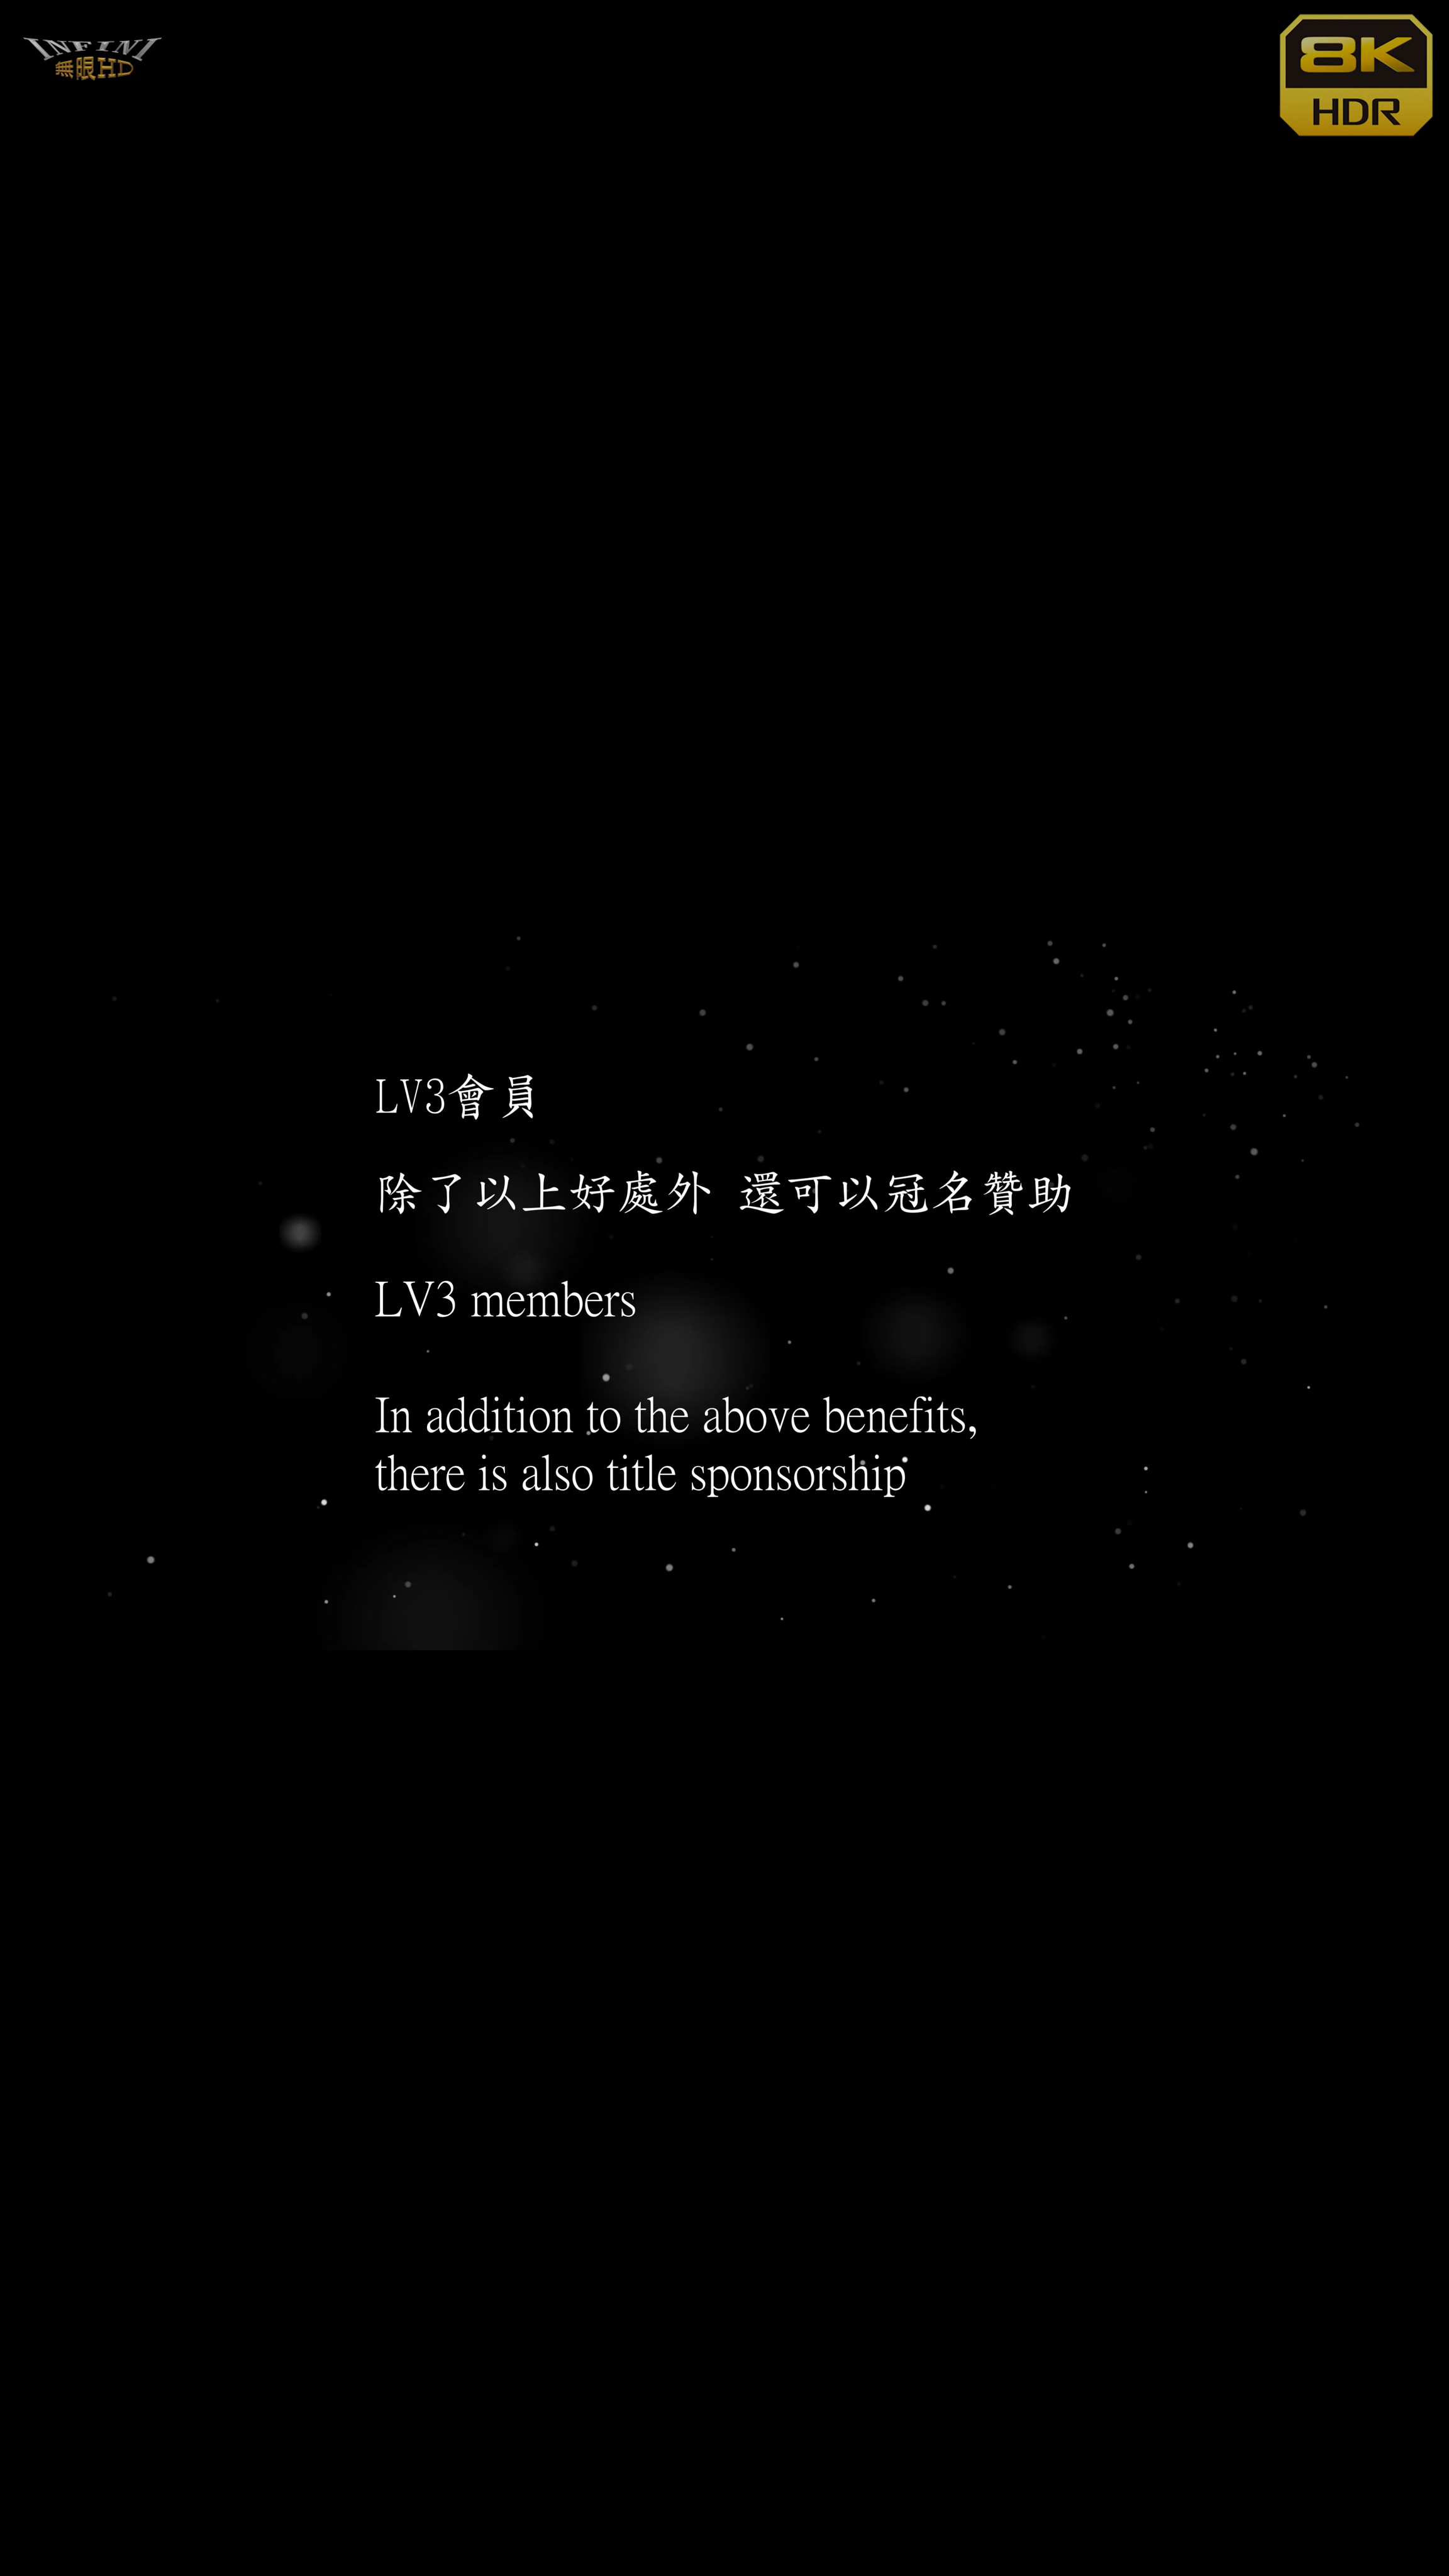 INFINI
無限HD
8K
HDR
LV3會員
除了以上好處外 還可以冠名贊助
LV3 members
In addition to the above benefits,
there is also title sponsorship